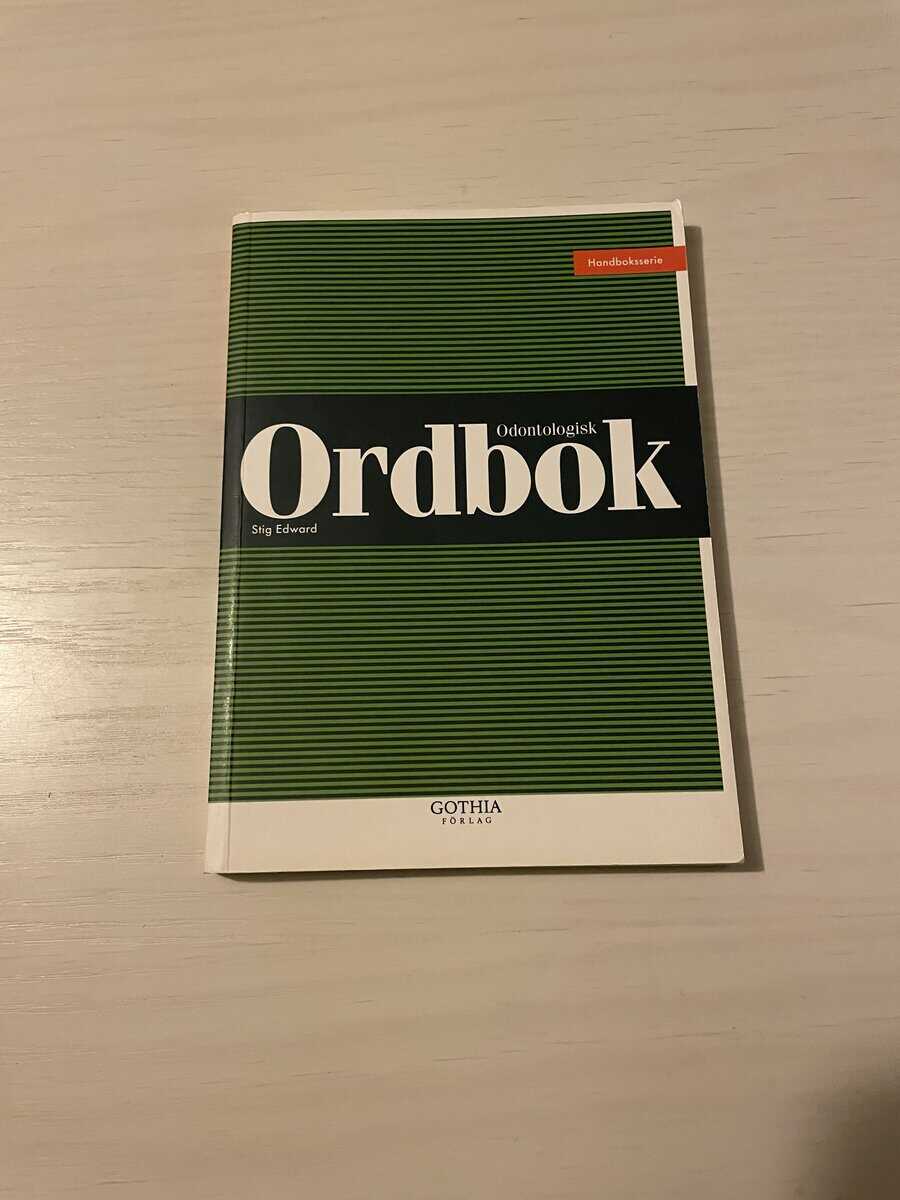 Handboksserie
Odontologisk
Ordbok
Stig Edward
GOTHIA
FÖRLAG